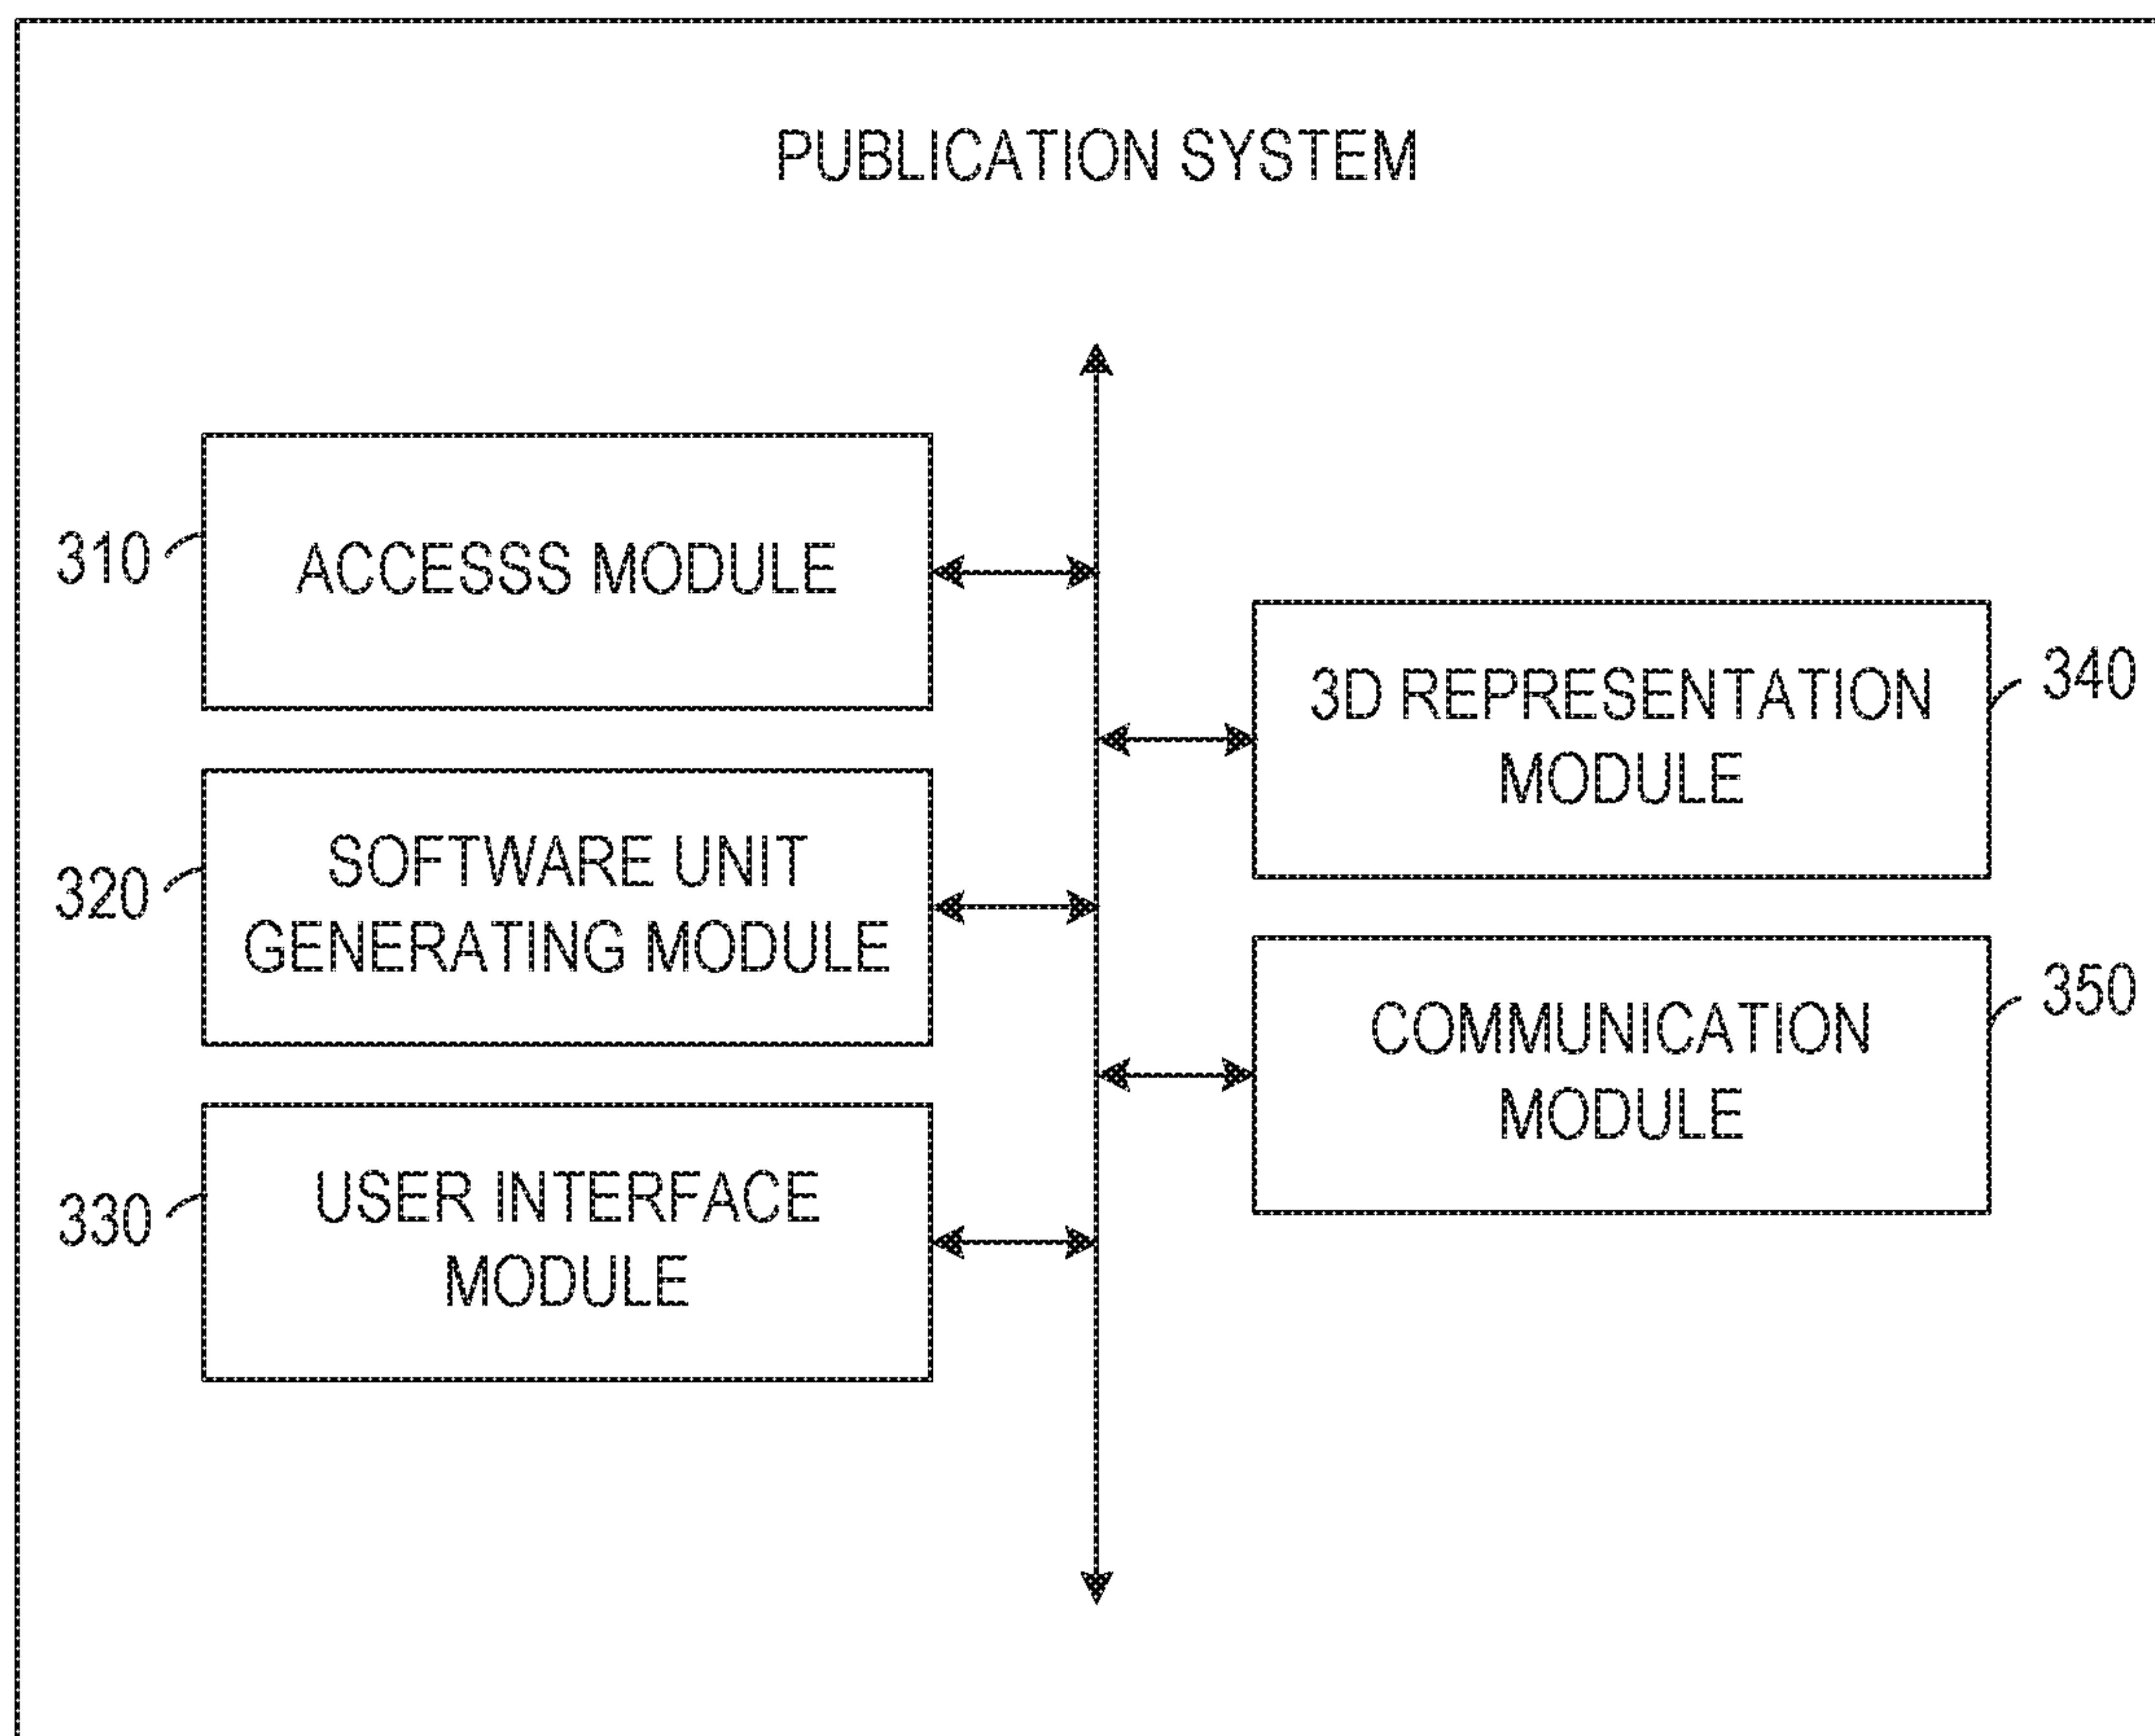 PUBLICATION SYSTEM
310
ACCESSS MODULE
320
SOFTWARE UNIT
GENERATING MODULE
330
USER INTERFACE
MODULE
3D REPRESENTATION
MODULE
340
COMMUNICATION
MODULE
350